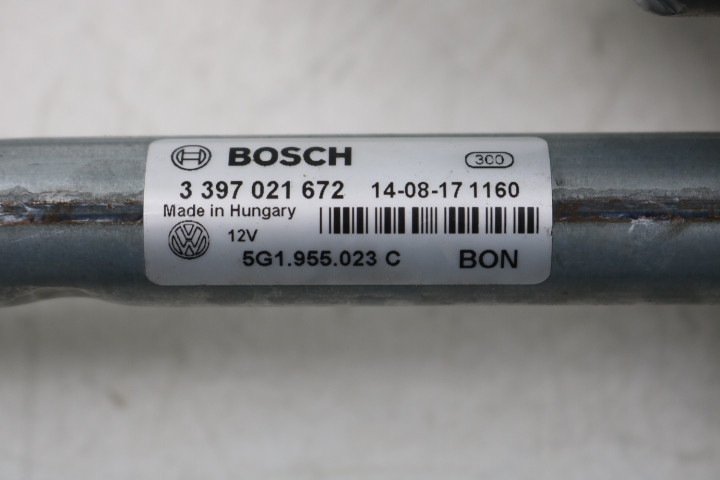 BOSCH 300
3 397 021 672 14-08-17 1160
Made in Hungary
12V
5G1.955.023 C BON